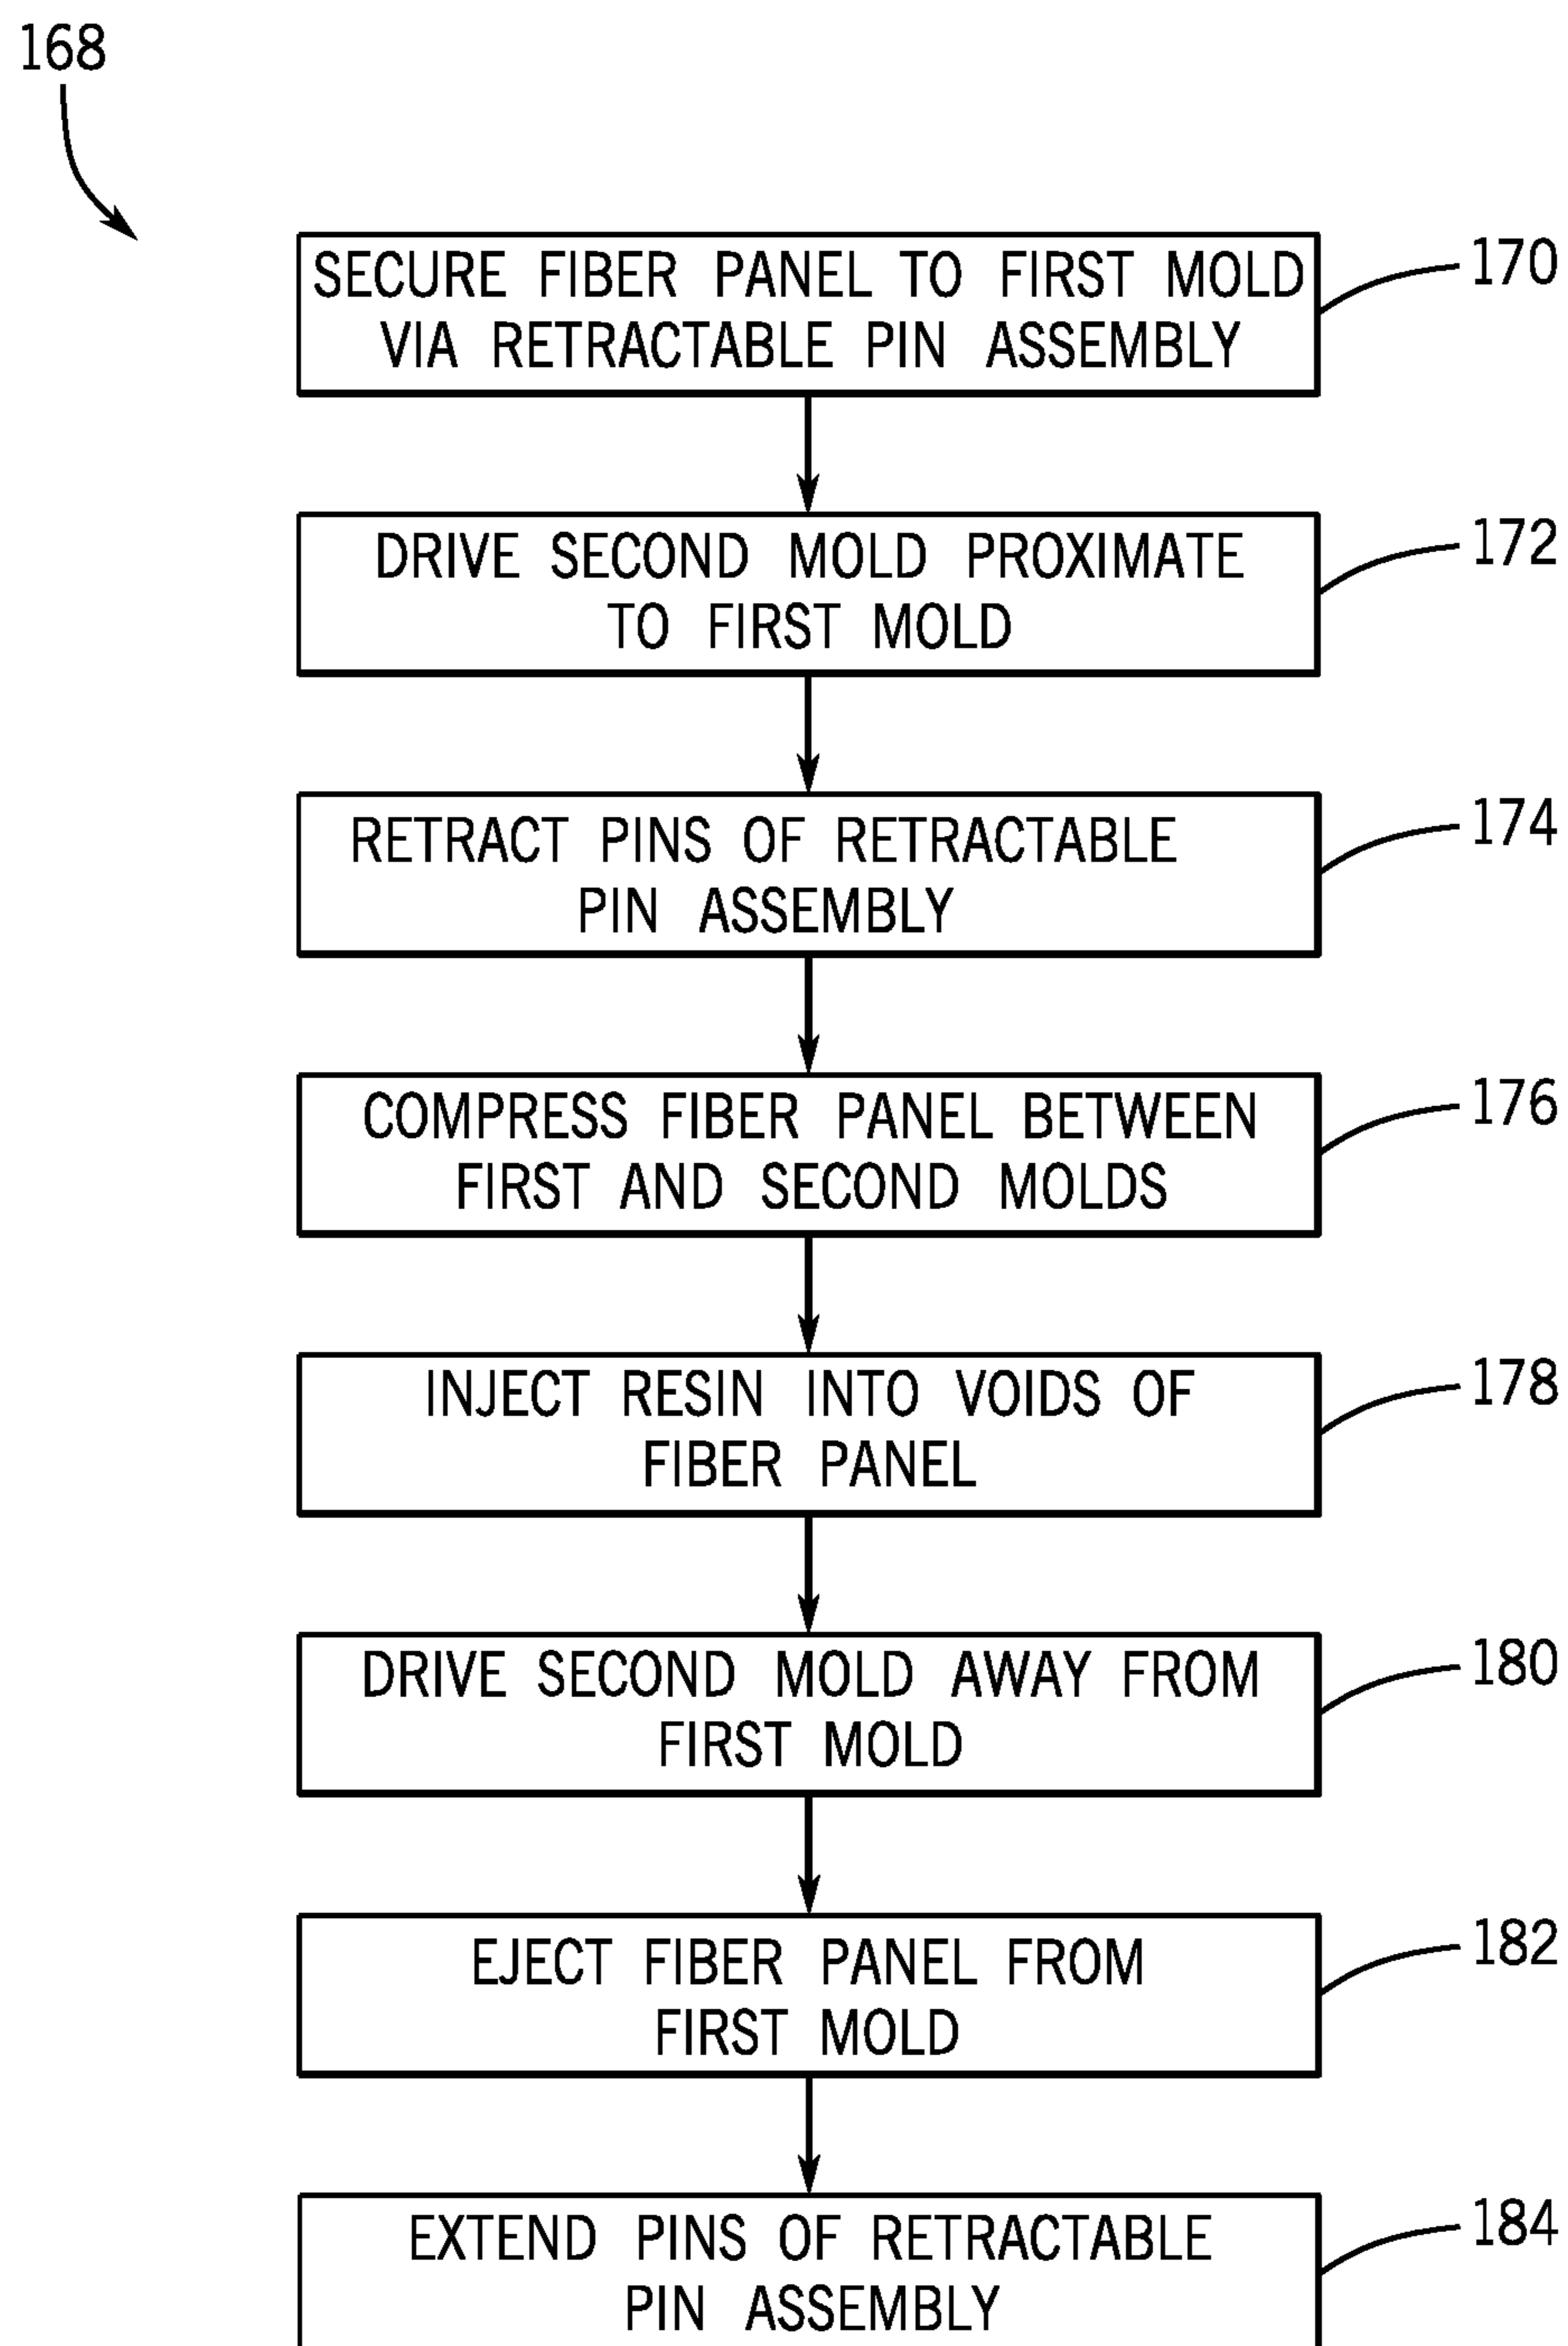 168
SECURE FIBER PANEL TO FIRST MOLD
VIA RETRACTABLE PIN ASSEMBLY
170
DRIVE SECOND MOLD PROXIMATE
TO FIRST MOLD
172
RETRACT PINS OF RETRACTABLE
PIN ASSEMBLY
174
COMPRESS FIBER PANEL BETWEEN
FIRST AND SECOND MOLDS
176
INJECT RESIN INTO VOIDS OF
FIBER PANEL
178
DRIVE SECOND MOLD AWAY FROM
FIRST MOLD
180
EJECT FIBER PANEL FROM
FIRST MOLD
182
EXTEND PINS OF RETRACTABLE
PIN ASSEMBLY
184